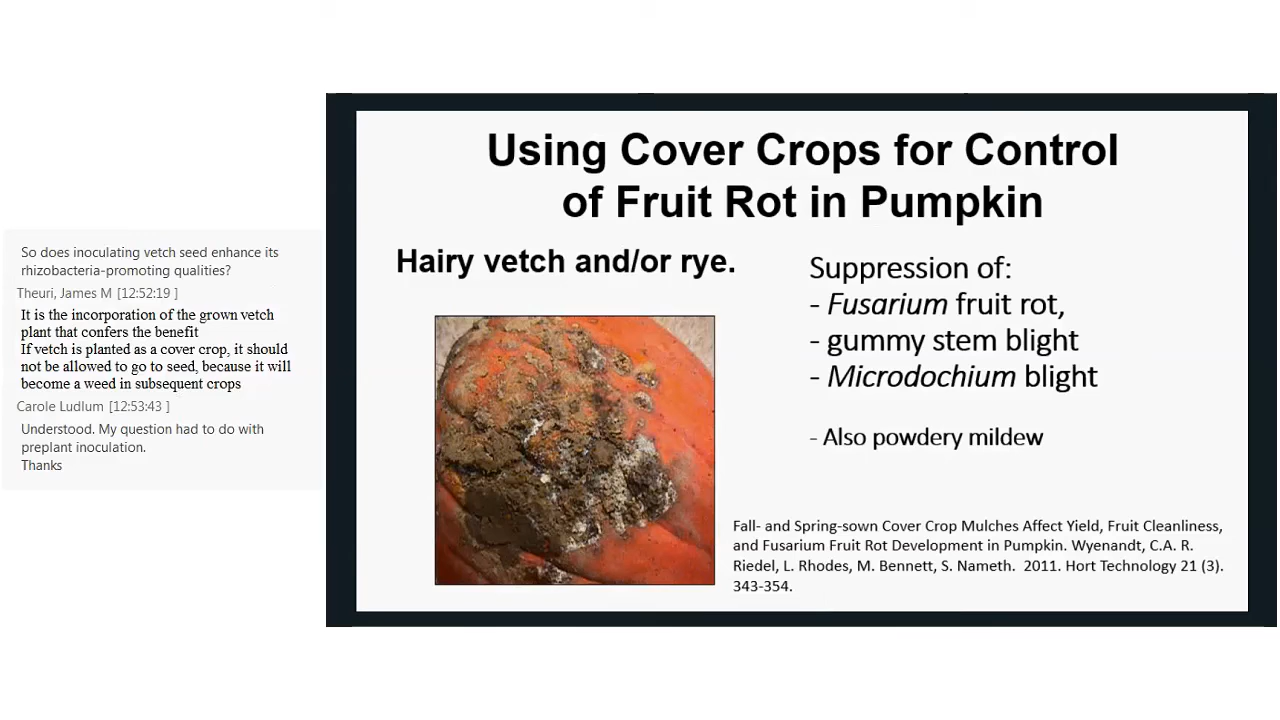 So does inoculating vetch seed enhance its
rhizobacteria-promoting qualities?
Theuri, James M [12:52:19 ]
It is the incorporation of the grown vetch
plant that confers the benefit
If vetch is planted as a cover crop, it should
not be allowed to go to seed, because it will
become a weed in subsequent crops
Carole Ludlum [12:53:43 ]
Understood. My question had to do with
preplant inoculation.
Thanks
Using Cover Crops for Control
of Fruit Rot in Pumpkin
Hairy vetch and/or rye.
Suppression of:
- Fusarium fruit rot,
- gummy stem blight
- Microdochium blight
- Also powdery mildew
Fall- and Spring-sown Cover Crop Mulches Affect Yield, Fruit Cleanliness,
and Fusarium Fruit Rot Development in Pumpkin. Wyenandt, C.A. R.
Riedel, L. Rhodes, M. Bennett, S. Nameth. 2011. Hort Technology 21 (3).
343-354.